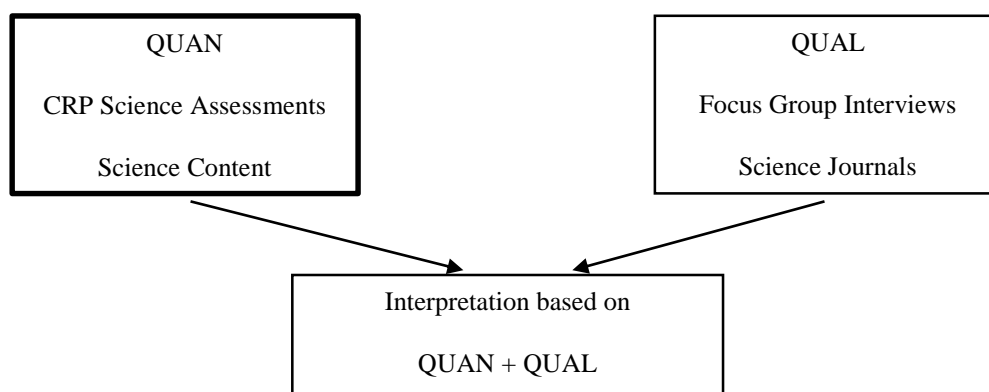 QUAN
CRP Science Assessments
Science Content
QUAL
Focus Group Interviews
Science Journals
Interpretation based on
QUAN + QUAL